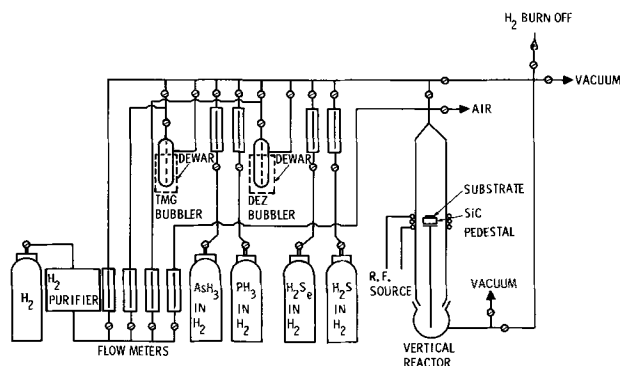 H2 BURN OFF
VACUUM
AIR
DEWAR
TMG
BUBBLER
DEWAR
DEZ
BUBBLER
SUBSTRATE
SiC
PEDESTAL
R.F.
SOURCE
VACUUM
H2
H2
PURIFIER
AsH3
IN
H2
PH3
IN
H2
H2Se
IN
H2
H2S
IN
H2
FLOW METERS
VERTICAL
REACTOR